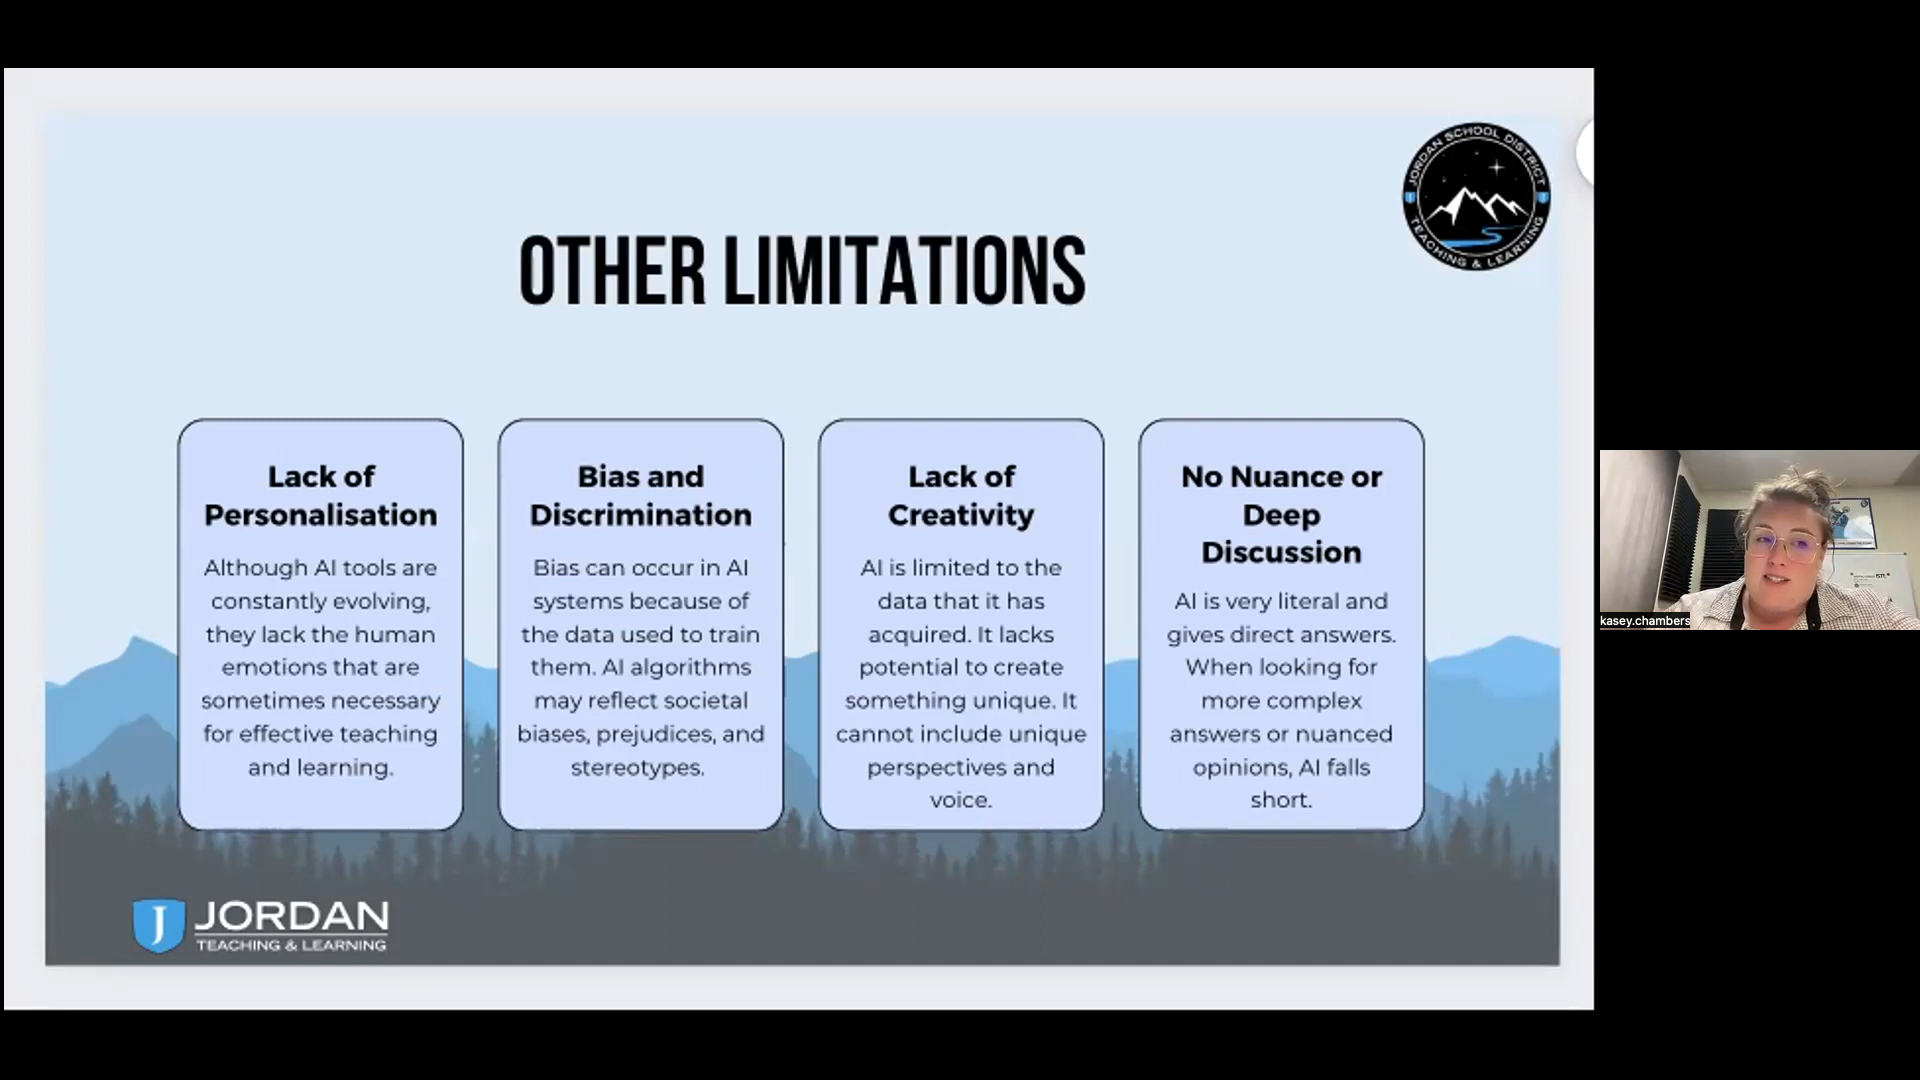 JORDAN SCHOOL DISTRICT
TEACHING & LEARNING
OTHER LIMITATIONS
Lack of
Personalisation
Although AI tools are
constantly evolving,
they lack the human
emotions that are
sometimes necessary
for effective teaching
and learning.
Bias and
Discrimination
Bias can occur in AI
systems because of
the data used to train
them. AI algorithms
may reflect societal
biases, prejudices, and
stereotypes.
Lack of
Creativity
AI is limited to the
data that it has
acquired. It lacks
potential to create
something unique. It
cannot include unique
perspectives and
voice.
No Nuance or
Deep
Discussion
AI is very literal and
gives direct answers.
When looking for
more complex
answers or nuanced
opinions, AI falls
short.
J JORDAN
TEACHING & LEARNING
kasey.chambers